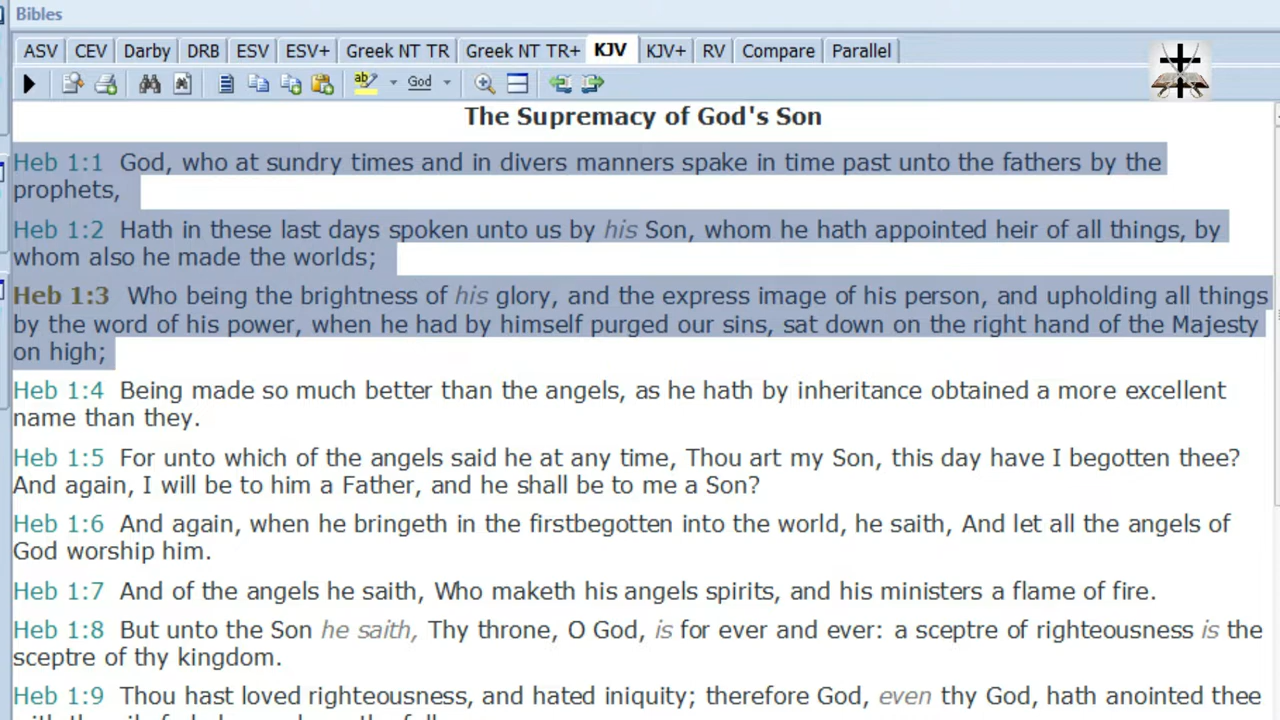 Bibles
ASV CEV Darby DRB ESV ESV+ Greek NT TR Greek NT TR+ KJV KJV+ RV Compare Parallel
ab God
The Supremacy of God's Son
Heb 1:1 God, who at sundry times and in divers manners spake in time past unto the fathers by the
prophets,
Heb 1:2 Hath in these last days spoken unto us by his Son, whom he hath appointed heir of all things, by
whom also he made the worlds;
Heb 1:3 Who being the brightness of his glory, and the express image of his person, and upholding all things
by the word of his power, when he had by himself purged our sins, sat down on the right hand of the Majesty
on high;
Heb 1:4 Being made so much better than the angels, as he hath by inheritance obtained a more excellent
name than they.
Heb 1:5 For unto which of the angels said he at any time, Thou art my Son, this day have I begotten thee?
And again, I will be to him a Father, and he shall be to me a Son?
Heb 1:6 And again, when he bringeth in the firstbegotten into the world, he saith, And let all the angels of
God worship him.
Heb 1:7 And of the angels he saith, Who maketh his angels spirits, and his ministers a flame of fire.
Heb 1:8 But unto the Son he saith, Thy throne, O God, is for ever and ever: a sceptre of righteousness is the
sceptre of thy kingdom.
Heb 1:9 Thou hast loved righteousness, and hated iniquity; therefore God, even thy God, hath anointed thee